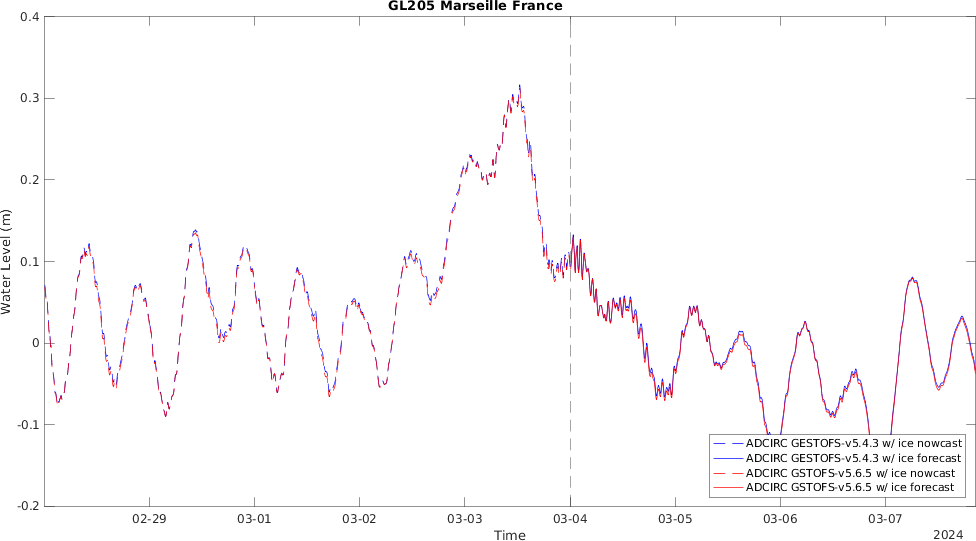 GL205 Marseille France
0.4
0.3
0.2
0.1
0
-0.1
-0.2
Water Level (m)
ADCIRC GESTOFS-v5.4.3 w/ ice nowcast
ADCIRC GESTOFS-v5.4.3 w/ ice forecast
ADCIRC GSTOFS-v5.6.5 w/ ice nowcast
ADCIRC GSTOFS-v5.6.5 w/ ice forecast
02-29 03-01 03-02 03-03 03-04 03-05 03-06 03-07
Time
2024